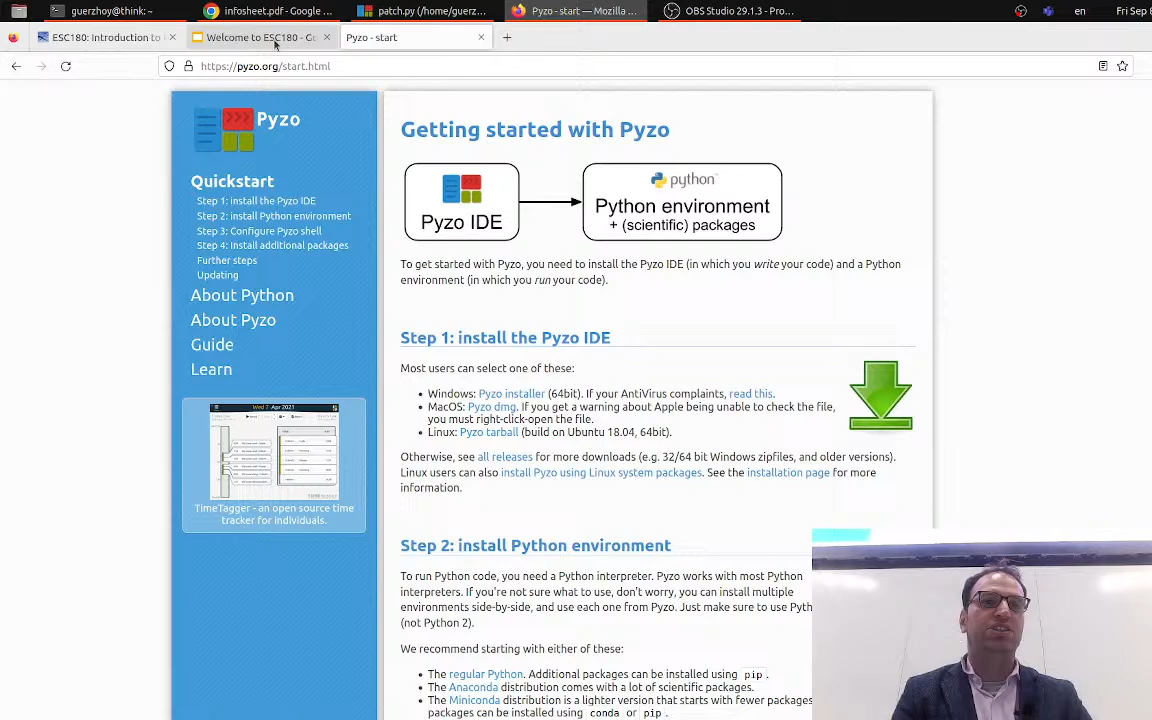 guerzhoy@think: ~
infosheet.pdf - Google ...
patch.py (/home/guerz...
Pyzo - start — Mozilla ...
OBS Studio 29.1.3 - ...
en
Fri Sep 8
ESC180: Introduction to
Welcome to ESC180 - Go
Pyzo - start
https://pyzo.org/start.html
Pyzo
Quickstart
Step 1: install the Pyzo IDE
Step 2: install Python environment
Step 3: Configure Pyzo shell
Step 4: Install additional packages
Further steps
Updating
About Python
About Pyzo
Guide
Learn
TimeTagger - an open source time
tracker for individuals.
Getting started with Pyzo
Pyzo IDE
python
Python environment
+ (scientific) packages
To get started with Pyzo, you need to install the Pyzo IDE (in which you write your code) and a Python
environment (in which you run your code).
Step 1: install the Pyzo IDE
Most users can select one of these:
• Windows: Pyzo installer (64bit). If your AntiVirus complaints, read this.
• MacOS: Pyzo dmg. If you get a warning about Apple being unable to check the file,
you must right-click-open the file.
• Linux: Pyzo tarball (build on Ubuntu 18.04, 64bit).
Otherwise, see all releases for more downloads (e.g. 32/64 bit Windows zipfiles, and older versions).
Linux users can also install Pyzo using Linux system packages. See the installation page for more
information.
Step 2: install Python environment
To run Python code, you need a Python interpreter. Pyzo works with most Python
interpreters. If you're not sure what to use, don't worry, you can install multiple
environments side-by-side, and use each one from Pyzo. Just make sure to use Pyth
(not Python 2).
We recommend starting with either of these:
• The regular Python. Additional packages can be installed using pip .
• The Anaconda distribution comes with a lot of scientific packages.
• The Miniconda distribution is a lighter version that starts with fewer packages
packages can be installed using conda or pip .